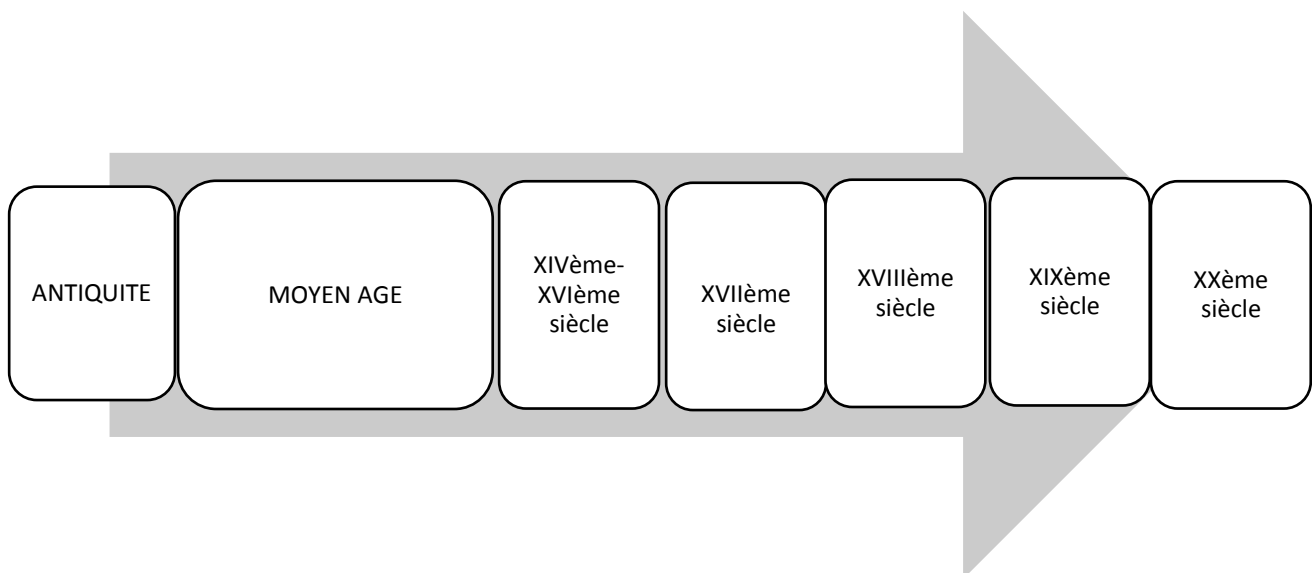 ANTIQUITE
MOYEN AGE
XIVème-
XVIème
siècle
XVIIème
siècle
XVIIIème
siècle
XIXème
siècle
XXème
siècle